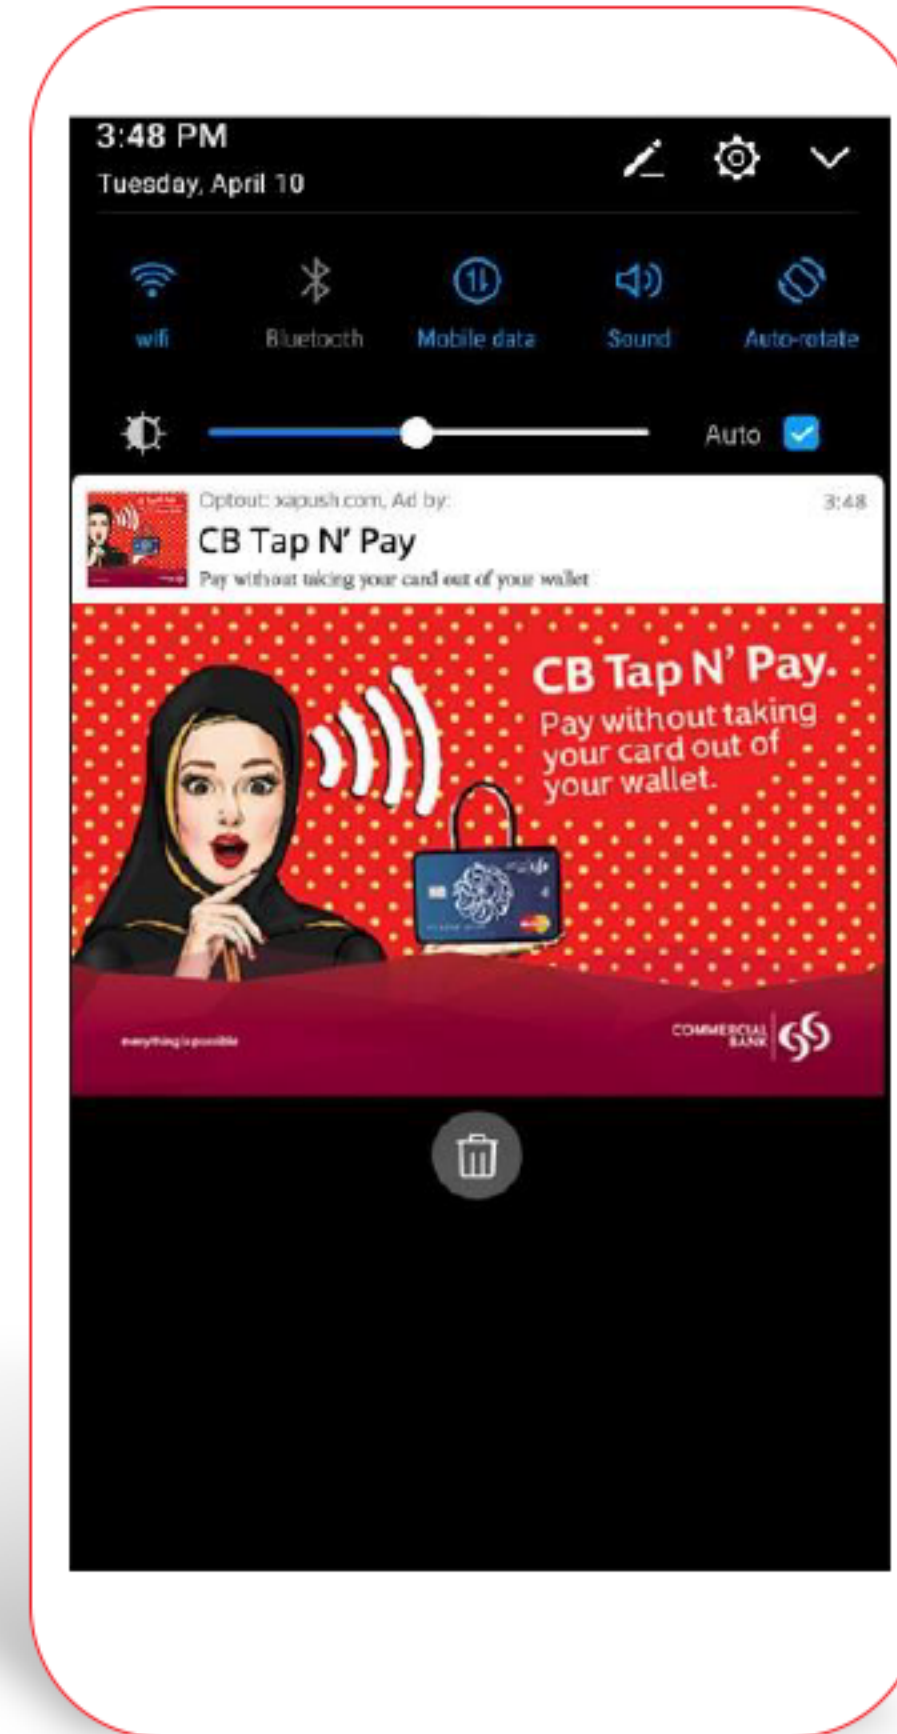 3:48 PM
Tuesday, April 10
wifi
Bluetooth
Mobile data
Sound
Auto-rotate
Auto
Optout: xapush.com, Ad by:
3:48
CB Tap N' Pay
Pay without taking your card out of your wallet
CB Tap N' Pay.
Pay without taking
your card out of
your wallet.
everything is possible
COMMERCIAL
BANK